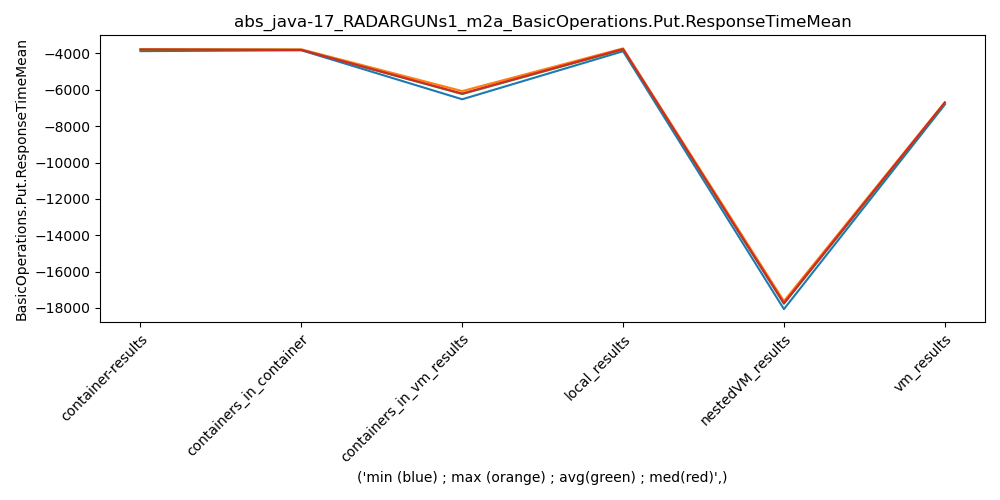 abs_java-17_RADARGUNs1_m2a_BasicOperations.Put.ResponseTimeMean
BasicOperations.Put.ResponseTimeMean
−4000
−6000
−8000
−10000
−12000
−14000
−16000
−18000
container-results
containers_in_container
containers_in_vm_results
local_results
nestedVM_results
vm_results
('min (blue) ; max (orange) ; avg(green) ; med(red)',)